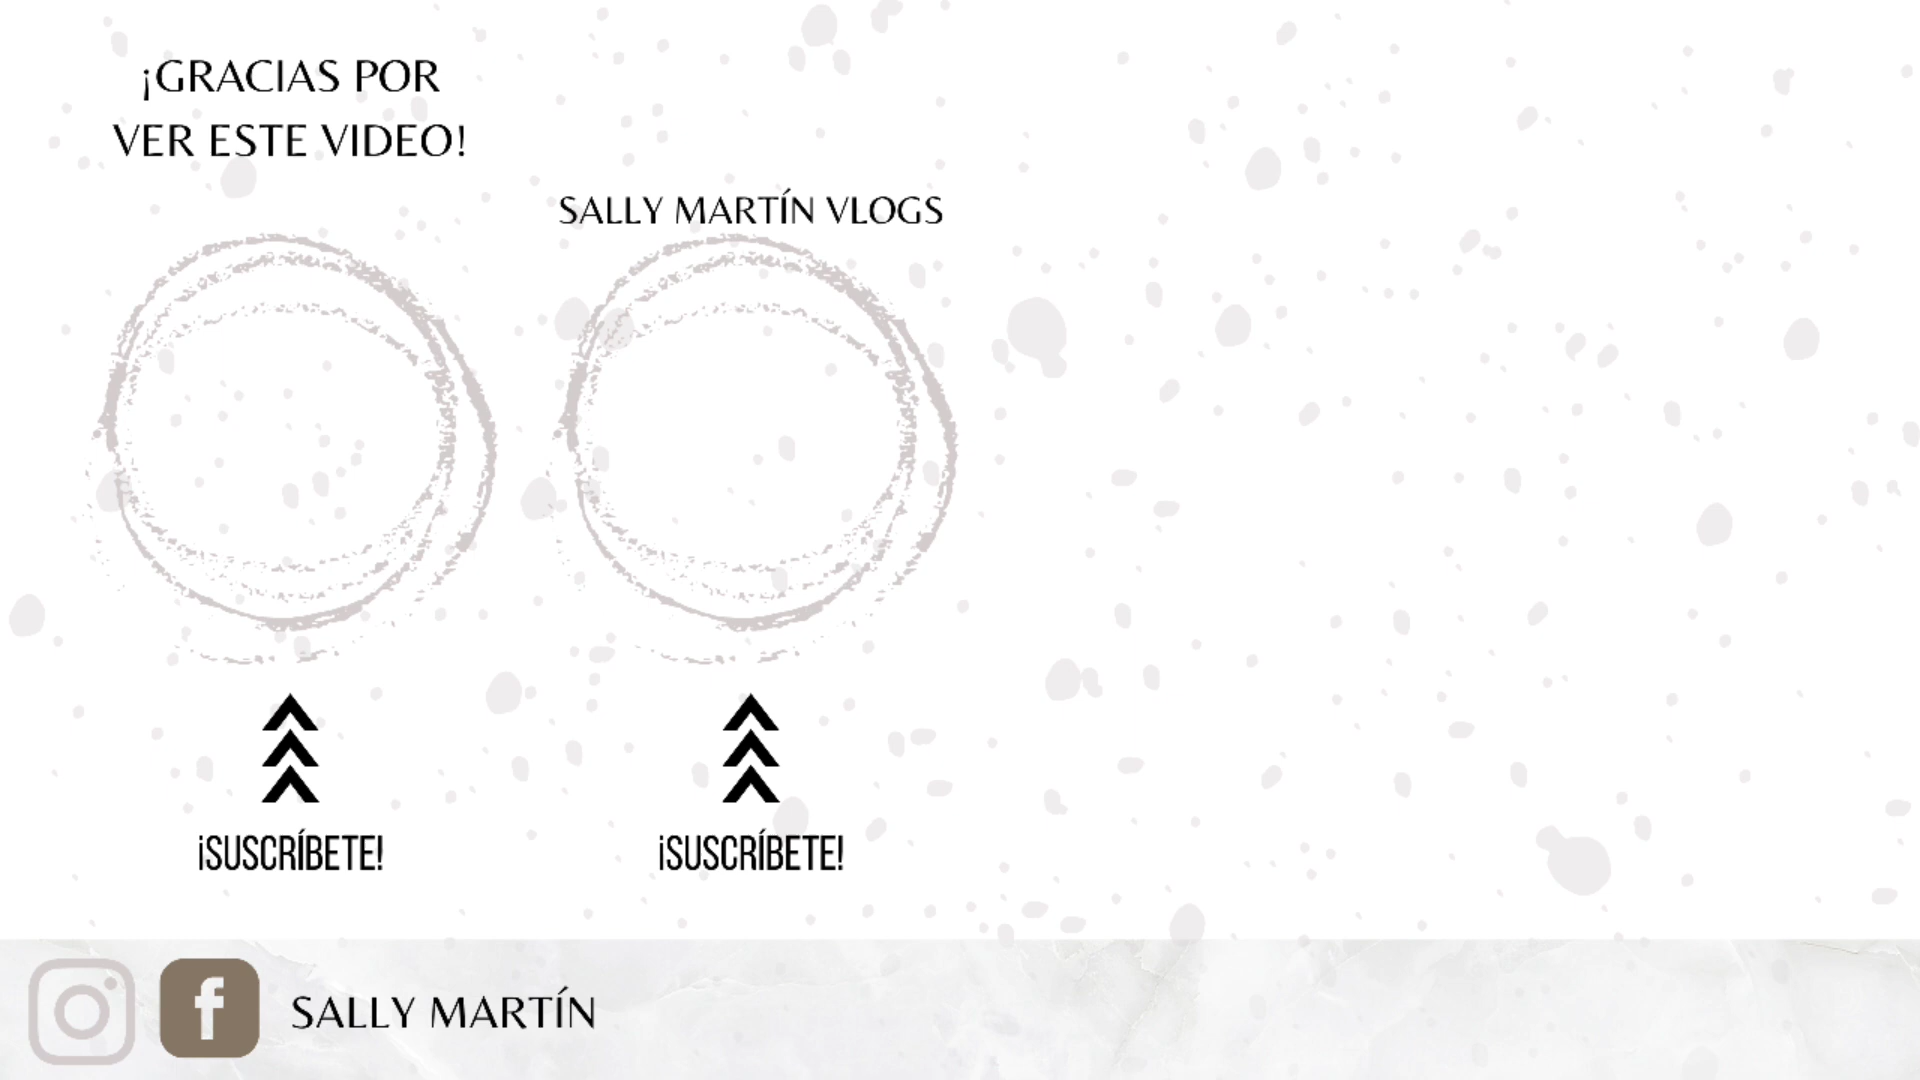 ¡GRACIAS POR
VER ESTE VIDEO!
SALLY MARTÍN VLOGS
¡SUSCRÍBETE!
¡SUSCRÍBETE!
SALLY MARTÍN